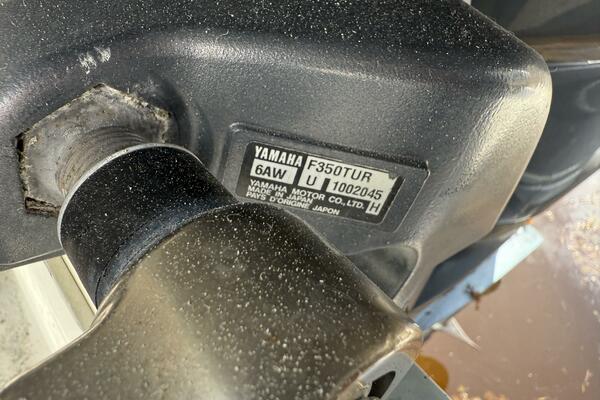 YAMAHA F350TUR
6AW U 1002045
YAMAHA MOTOR CO., LTD. H
MADE IN JAPAN
PAYS D'ORIGINE JAPON